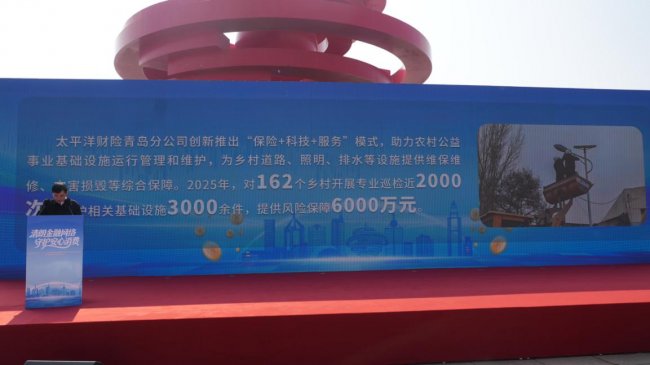 太平洋财险青岛分公司创新推出“保险+科技+服务”模式，助力农村公益
事业基础设施运行管理和维护，为乡村道路、照明、排水等设施提供维保维
修、害损毁等综合保障。2025年，对162个乡村开展专业巡检近2000
次护相关基础设施3000余件，提供风险保障6000万元。
清朗金融网络
守护安心消费